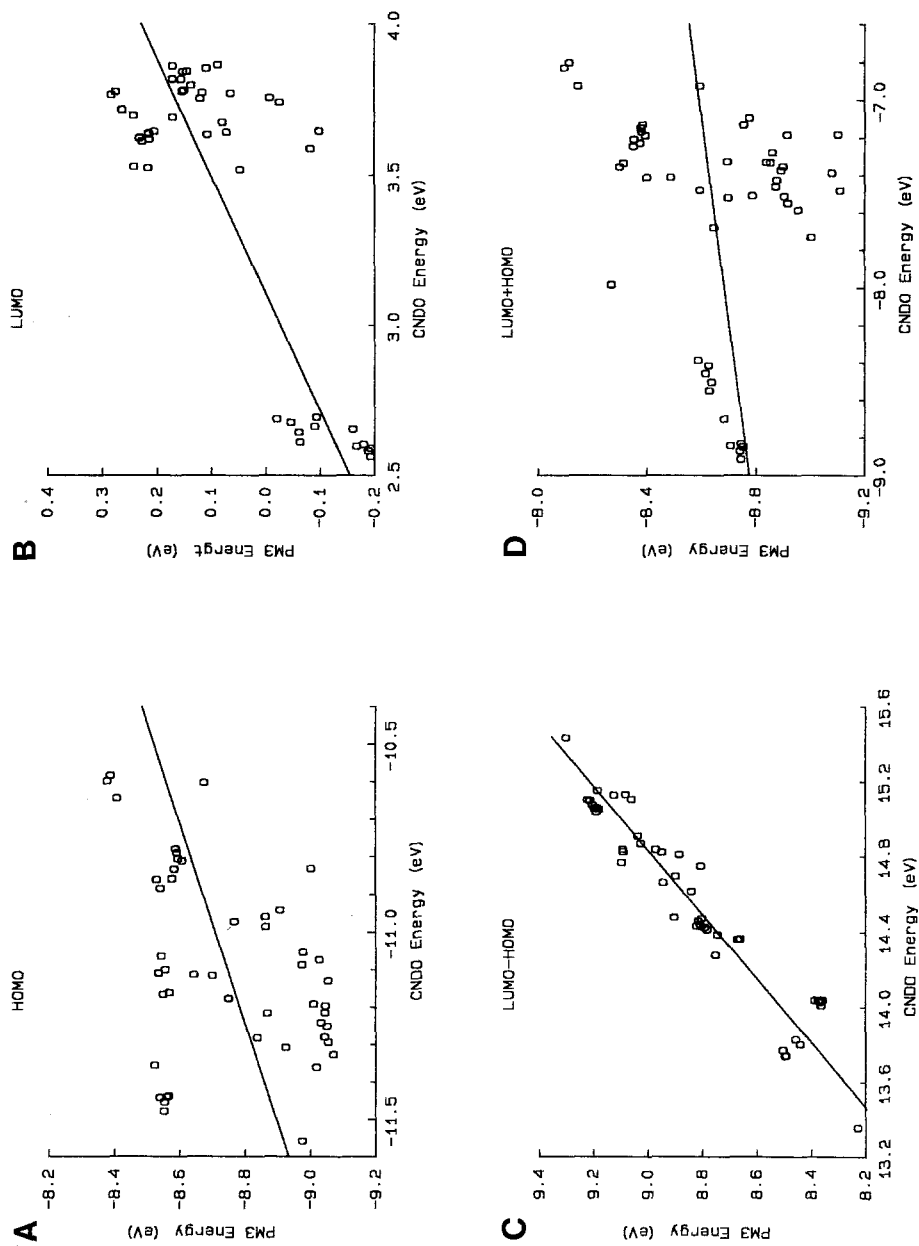 A
HOMO
PM3 Energy (eV)
-8.2
-8.4
-8.6
-8.8
-9.0
-9.2
-11.5 -11.0 -10.5
CNDO Energy (eV)
B
LUMO
PM3 Energt (eV)
0.4
0.3
0.2
0.1
0.0
-0.1
-0.2
2.5 3.0 3.5 4.0
CNDO Energy (eV)
C
LUMO-HOMO
PM3 Energy (eV)
9.4
9.2
9.0
8.8
8.6
8.4
8.2
13.2 13.6 14.0 14.4 14.8 15.2 15.6
CNDO Energy (eV)
D
LUMO+HOMO
PM3 Energy (eV)
-8.0
-8.4
-8.8
-9.2
-9.0 -8.0 -7.0
CNDO Energy (eV)